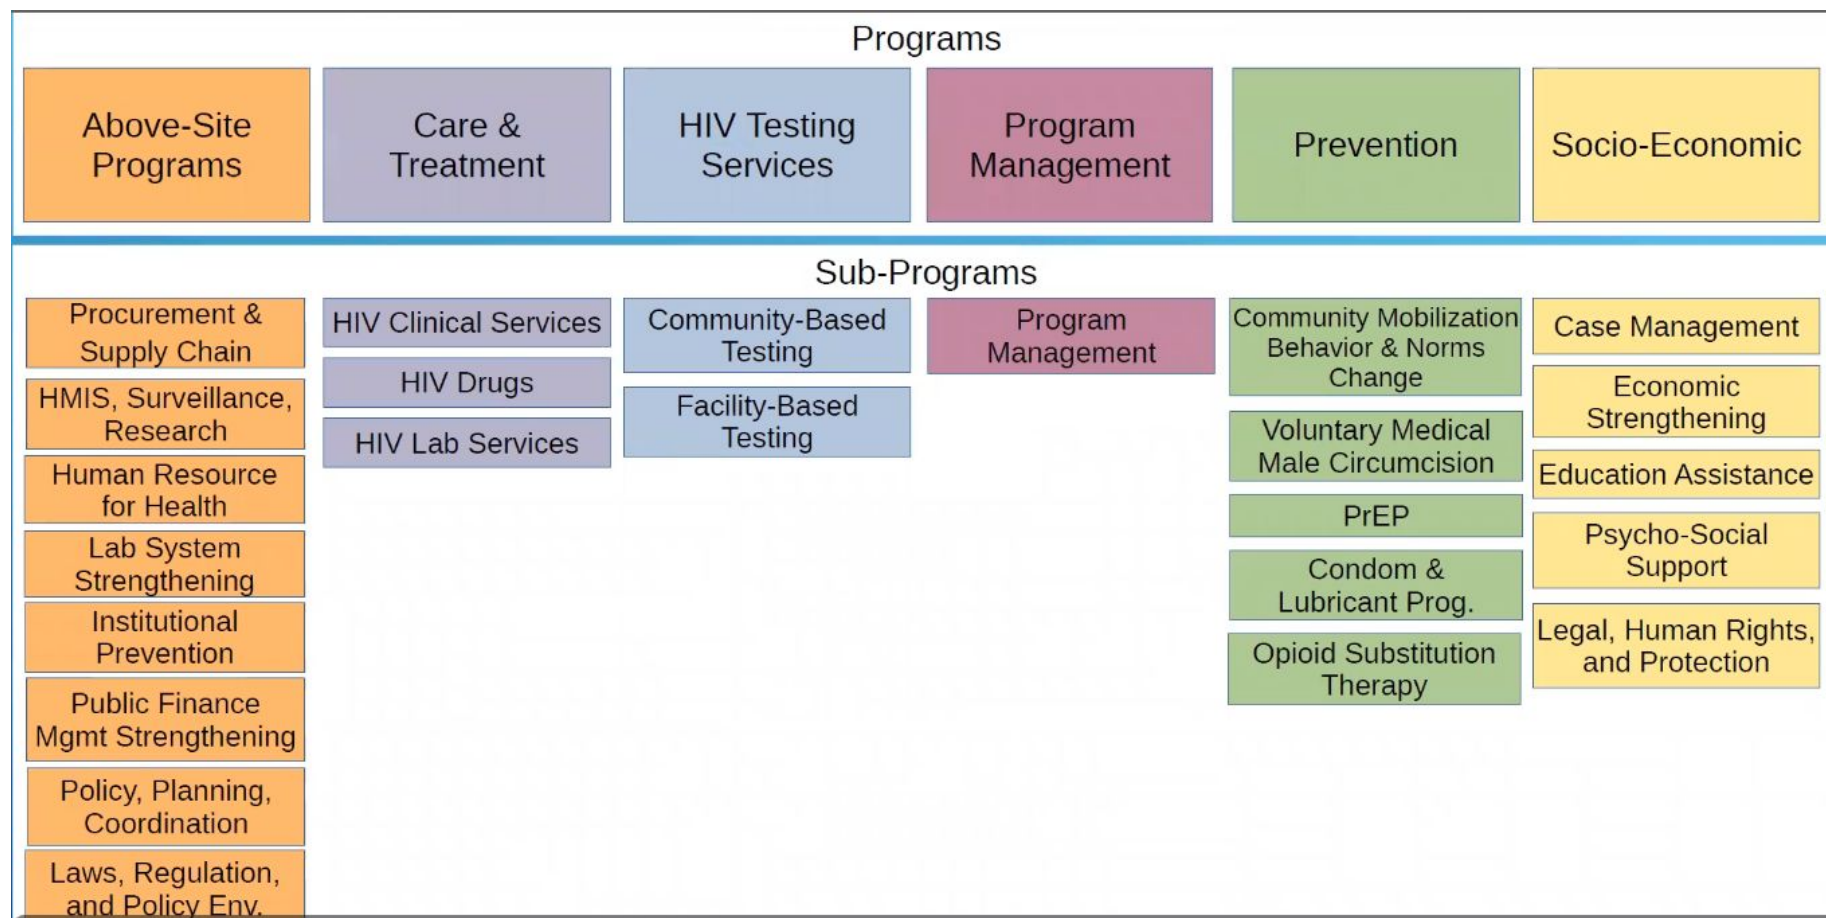 Programs
Above-Site
Programs
Care &
Treatment
HIV Testing
Services
Program
Management
Prevention
Socio-Economic
Sub-Programs
Procurement &
Supply Chain
HMIS, Surveillance,
Research
Human Resource
for Health
Lab System
Strengthening
Institutional
Prevention
Public Finance
Mgmt Strengthening
Policy, Planning,
Coordination
Laws, Regulation,
and Policy Env.
HIV Clinical Services
HIV Drugs
HIV Lab Services
Community-Based
Testing
Facility-Based
Testing
Program
Management
Community Mobilization
Behavior & Norms
Change
Voluntary Medical
Male Circumcision
PrEP
Condom &
Lubricant Prog.
Opioid Substitution
Therapy
Case Management
Economic
Strengthening
Education Assistance
Psycho-Social
Support
Legal, Human Rights,
and Protection